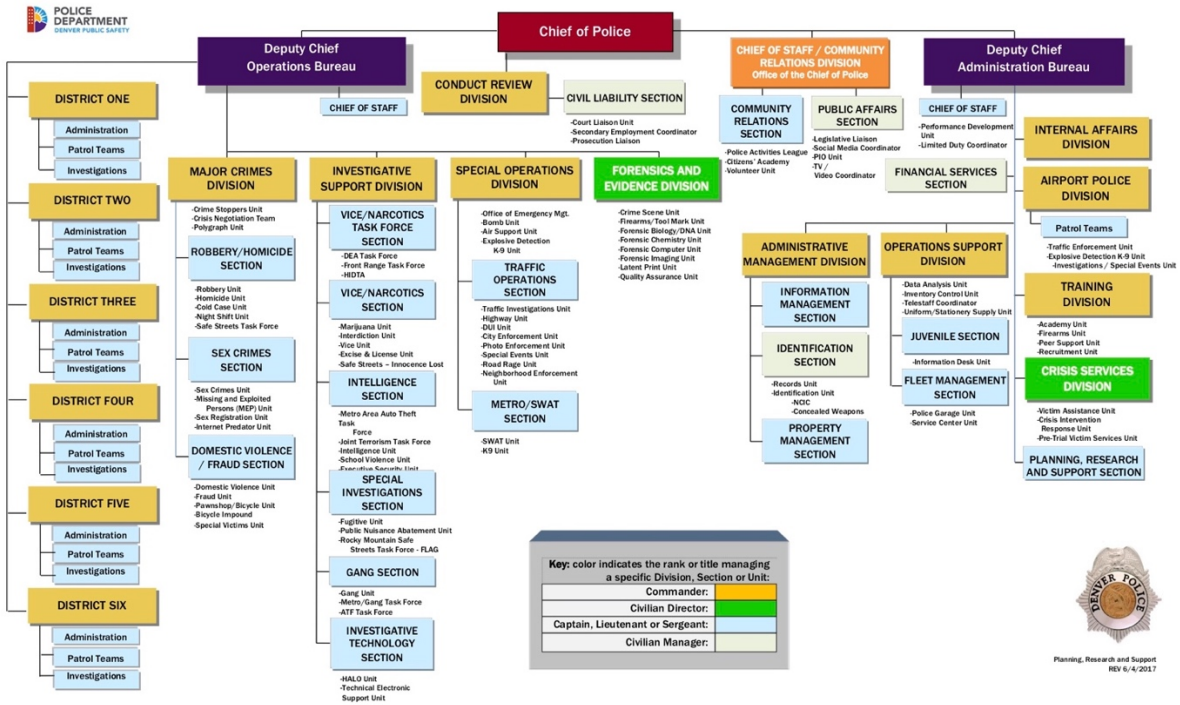 POLICE
DEPARTMENT
DENVER PUBLIC SAFETY
Chief of Police
Deputy Chief
Operations Bureau
CHIEF OF STAFF
CONDUCT REVIEW
DIVISION
CIVIL LIABILITY SECTION
-Court Liaison Unit
-Secondary Employment Coordinator
-Prosecution Liaison
CHIEF OF STAFF / COMMUNITY
RELATIONS DIVISION
Office of the Chief of Police
COMMUNITY
RELATIONS
SECTION
-Police Activities League
-Citizens' Academy
-Volunteer Unit
PUBLIC AFFAIRS
SECTION
-Legislative Liaison
-Social Media Coordinator
-PIO Unit
-TV /
Video Coordinator
Deputy Chief
Administration Bureau
CHIEF OF STAFF
-Performance Development
Unit
-Limited Duty Coordinator
FINANCIAL SERVICES
SECTION
DISTRICT ONE
Administration
Patrol Teams
Investigations
DISTRICT TWO
Administration
Patrol Teams
Investigations
DISTRICT THREE
Administration
Patrol Teams
Investigations
DISTRICT FOUR
Administration
Patrol Teams
Investigations
DISTRICT FIVE
Administration
Patrol Teams
Investigations
DISTRICT SIX
Administration
Patrol Teams
Investigations
MAJOR CRIMES
DIVISION
-Crime Stoppers Unit
-Crisis Negotiation Team
-Polygraph Unit
ROBBERY/HOMICIDE
SECTION
-Robbery Unit
-Homicide Unit
-Cold Case Unit
-Night Shift Unit
-Safe Streets Task Force
SEX CRIMES
SECTION
-Sex Crimes Unit
-Missing and Exploited
Persons (MEP) Unit
-Sex Registration Unit
-Internet Predator Unit
DOMESTIC VIOLENCE
/ FRAUD SECTION
-Domestic Violence Unit
-Fraud Unit
-Pawnshop/Bicycle Unit
-Bicycle Impound
-Special Victims Unit
INVESTIGATIVE
SUPPORT DIVISION
VICE/NARCOTICS
TASK FORCE
SECTION
-DEA Task Force
-Front Range Task Force
-HIDTA
VICE/NARCOTICS
SECTION
-Marijuana Unit
-Interdiction Unit
-Vice Unit
-Excise & License Unit
-Safe Streets – Innocence Lost
INTELLIGENCE
SECTION
-Metro Area Auto Theft
Task
Force
-Joint Terrorism Task Force
-Intelligence Unit
-School Violence Unit
-Executive Security Unit
SPECIAL
INVESTIGATIONS
SECTION
-Fugitive Unit
-Public Nuisance Abatement Unit
-Rocky Mountain Safe
Streets Task Force - FLAG
GANG SECTION
-Gang Unit
-Metro/Gang Task Force
-ATF Task Force
INVESTIGATIVE
TECHNOLOGY
SECTION
-HALO Unit
-Technical Electronic
Support Unit
SPECIAL OPERATIONS
DIVISION
-Office of Emergency Mgt.
-Bomb Unit
-Air Support Unit
-Explosive Detection
K-9 Unit
TRAFFIC
OPERATIONS
SECTION
-Traffic Investigations Unit
-Highway Unit
-DUI Unit
-City Enforcement Unit
-Photo Enforcement Unit
-Special Events Unit
-Road Rage Unit
-Neighborhood Enforcement
Unit
METRO/SWAT
SECTION
-SWAT Unit
-K9 Unit
FORENSICS AND
EVIDENCE DIVISION
-Crime Scene Unit
-Firearms/Tool Mark Unit
-Forensic Biology/DNA Unit
-Forensic Chemistry Unit
-Forensic Computer Unit
-Forensic Imaging Unit
-Latent Print Unit
-Quality Assurance Unit
ADMINISTRATIVE
MANAGEMENT DIVISION
INFORMATION
MANAGEMENT
SECTION
IDENTIFICATION
SECTION
-Records Unit
-Identification Unit
-NCIC
-Concealed Weapons
PROPERTY
MANAGEMENT
SECTION
OPERATIONS SUPPORT
DIVISION
-Data Analysis Unit
-Inventory Control Unit
-Telestaff Coordinator
-Uniform/Stationery Supply Unit
JUVENILE SECTION
-Information Desk Unit
FLEET MANAGEMENT
SECTION
-Police Garage Unit
-Service Center Unit
INTERNAL AFFAIRS
DIVISION
AIRPORT POLICE
DIVISION
Patrol Teams
-Traffic Enforcement Unit
-Explosive Detection K-9 Unit
-Investigations / Special Events Unit
TRAINING
DIVISION
-Academy Unit
-Firearms Unit
-Peer Support Unit
-Recruitment Unit
CRISIS SERVICES
DIVISION
-Victim Assistance Unit
-Crisis Intervention
Response Unit
-Pre-Trial Victim Services Unit
PLANNING, RESEARCH
AND SUPPORT SECTION
Key: color indicates the rank or title managing
a specific Division, Section or Unit:
Commander:
Civilian Director:
Captain, Lieutenant or Sergeant:
Civilian Manager:
DENVER POLICE
Planning, Research and Support
REV 6/4/2017